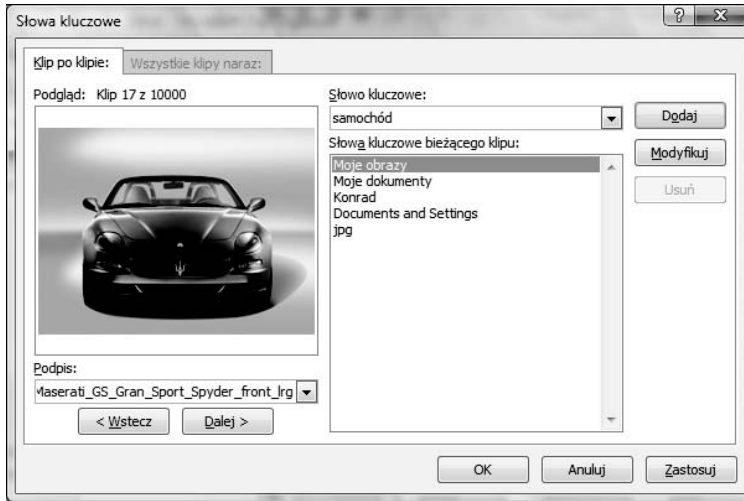 Słowa kluczowe
Klip po klipie:
Wszystkie klipy naraz:
Podgląd: Klip 17 z 10000
Słowo kluczowe:
samochód
Dodaj
Słowa kluczowe bieżącego klipu:
Modyfikuj
Moje obrazy
Moje dokumenty
Usuń
Konrad
Documents and Settings
jpg
Podpis:
Maserati_GS_Gran_Sport_Spyder_front_lrg
< Wstecz
Dalej >
OK
Anuluj
Zastosuj